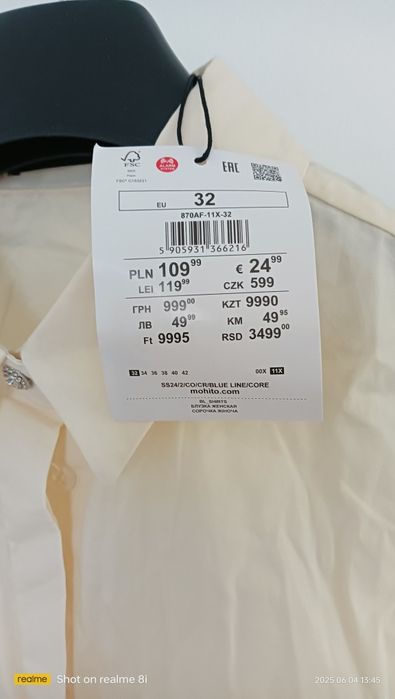 FSC
ALARM SYSTEM
EAC
EU 32
870AF-11X-32
5 905931 366216
PLN 109⁹⁹ € 24⁹⁹
LEI 119⁹⁹ CZK 599
ГРН 999⁰⁰ KZT 9990
ЛВ 49⁹⁹ KM 49⁹⁵
Ft 9995 RSD 3499⁰⁰
32 34 36 38 40 42 00X 11X
SS24/2/CO/CR/BLUE LINE/CORE
mohito.com
BL_SHIRTS
БЛУЗКА ЖЕНСКАЯ
СОРОЧКА ЖІНОЧА
realme Shot on realme 8i
2025.06.04 13:45